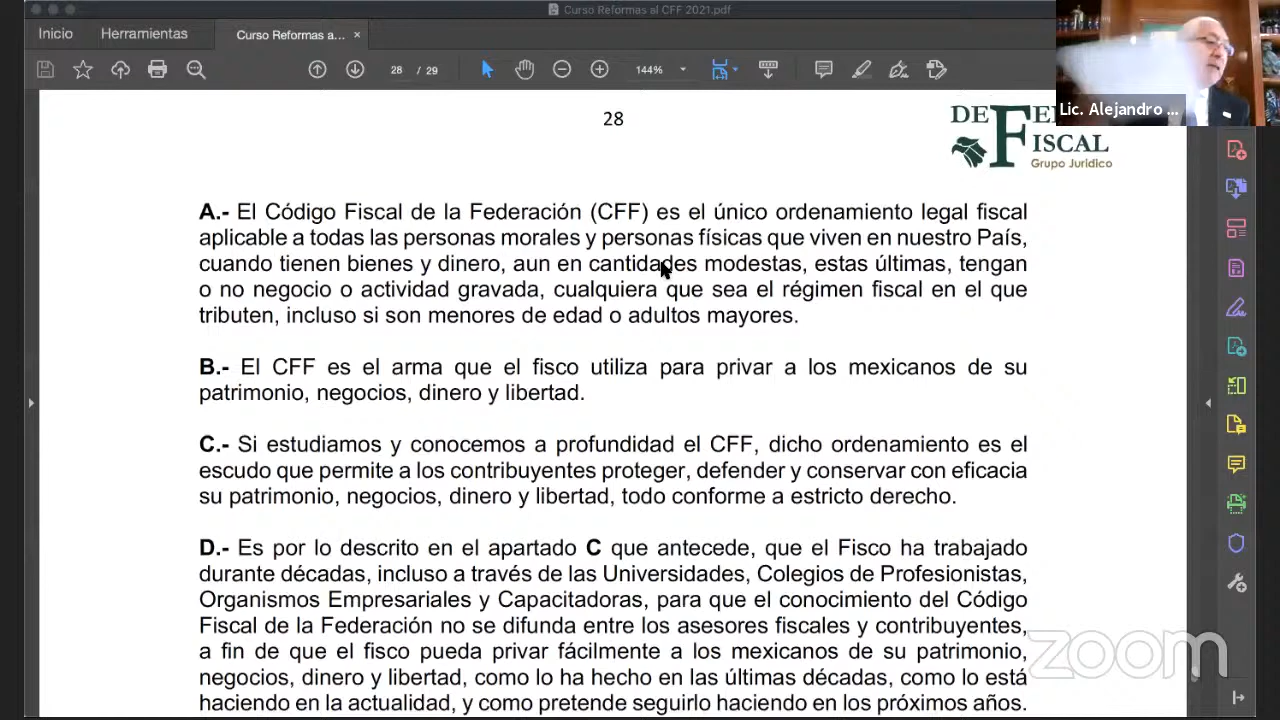 Curso Reformas al CFF 2021.pdf
Inicio
Herramientas
Curso Reformas a... ×
28 / 29
144%
Lic. Alejandro ...
28
FISCAL
Grupo Jurídico
A.- El Código Fiscal de la Federación (CFF) es el único ordenamiento legal fiscal
aplicable a todas las personas morales y personas físicas que viven en nuestro País,
cuando tienen bienes y dinero, aun en cantidades modestas, estas últimas, tengan
o no negocio o actividad gravada, cualquiera que sea el régimen fiscal en el que
tributen, incluso si son menores de edad o adultos mayores.
B.- El CFF es el arma que el fisco utiliza para privar a los mexicanos de su
patrimonio, negocios, dinero y libertad.
C.- Si estudiamos y conocemos a profundidad el CFF, dicho ordenamiento es el
escudo que permite a los contribuyentes proteger, defender y conservar con eficacia
su patrimonio, negocios, dinero y libertad, todo conforme a estricto derecho.
D.- Es por lo descrito en el apartado C que antecede, que el Fisco ha trabajado
durante décadas, incluso a través de las Universidades, Colegios de Profesionistas,
Organismos Empresariales y Capacitadoras, para que el conocimiento del Código
Fiscal de la Federación no se difunda entre los asesores fiscales y contribuyentes,
a fin de que el fisco pueda privar fácilmente a los mexicanos de su patrimonio,
negocios, dinero y libertad, como lo ha hecho en las últimas décadas, como lo está
haciendo en la actualidad, y como pretende seguirlo haciendo en los próximos años.
zoom